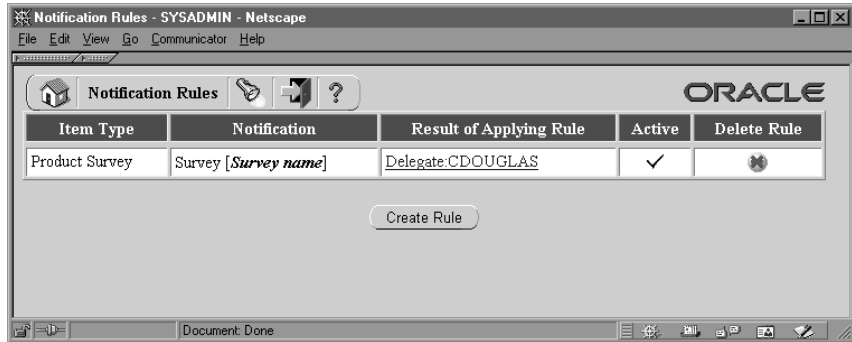 Notification Rules - SYSADMIN - Netscape
File Edit View Go Communicator Help
Notification Rules ?
ORACLE
Item Type Notification Result of Applying Rule Active Delete Rule
Product Survey Survey [Survey name] Delegate:CDOUGLAS
Create Rule
Document: Done